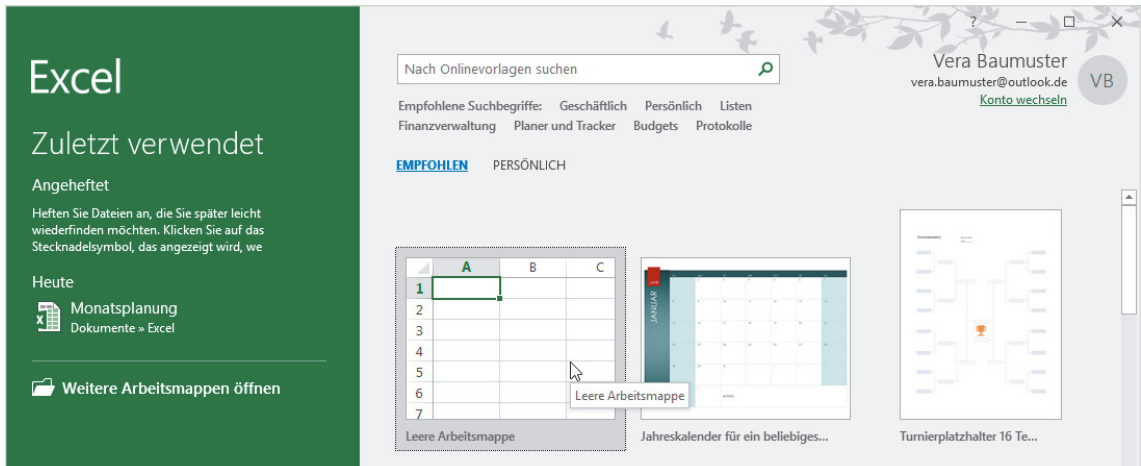 Excel
Zuletzt verwendet
Angeheftet
Heften Sie Dateien an, die Sie später leicht
wiederfinden möchten. Klicken Sie auf das
Stecknadelsymbol, das angezeigt wird, we
Heute
Monatsplanung
Dokumente » Excel
Weitere Arbeitsmappen öffnen
?
Nach Onlinevorlagen suchen
Vera Baumuster
vera.baumuster@outlook.de
Konto wechseln
VB
Empfohlene Suchbegriffe: Geschäftlich Persönlich Listen
Finanzverwaltung Planer und Tracker Budgets Protokolle
EMPFOHLEN PERSÖNLICH
A B C
1
2
3
4
5
6
7
Leere Arbeitsmappe
Leere Arbeitsmappe
JANUAR
Jahreskalender für ein beliebiges...
Turnierplatzhalter 16 Te...